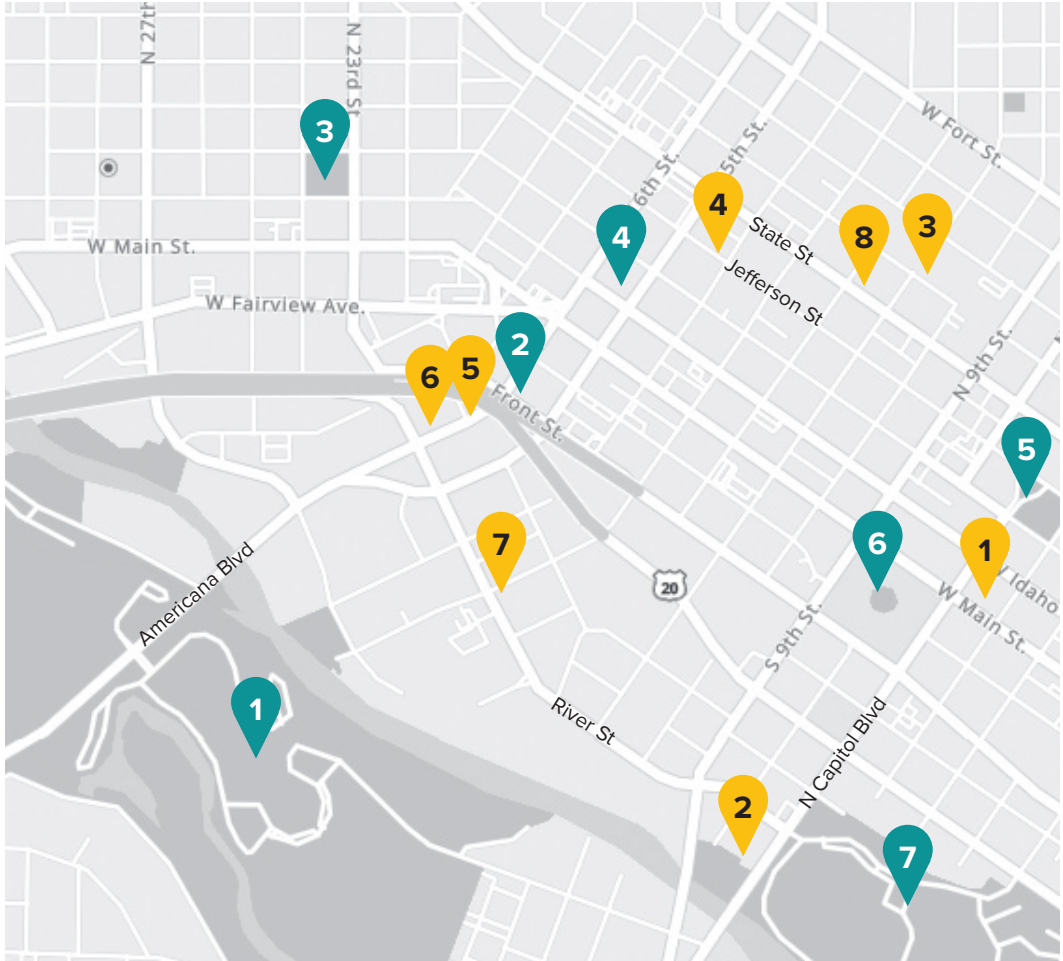 N 27th
N 23rd St
3
W Fort St.
5th St.
6th St.
4
4
State St
8
3
Jefferson St
W Main St.
W Fairview Ave.
2
5
6
Front St.
N 9th St.
5
7
6
1
Idaho
W Main St.
20
Americana Blvd
S 9th St.
1
River St
N Capitol Blvd
2
7